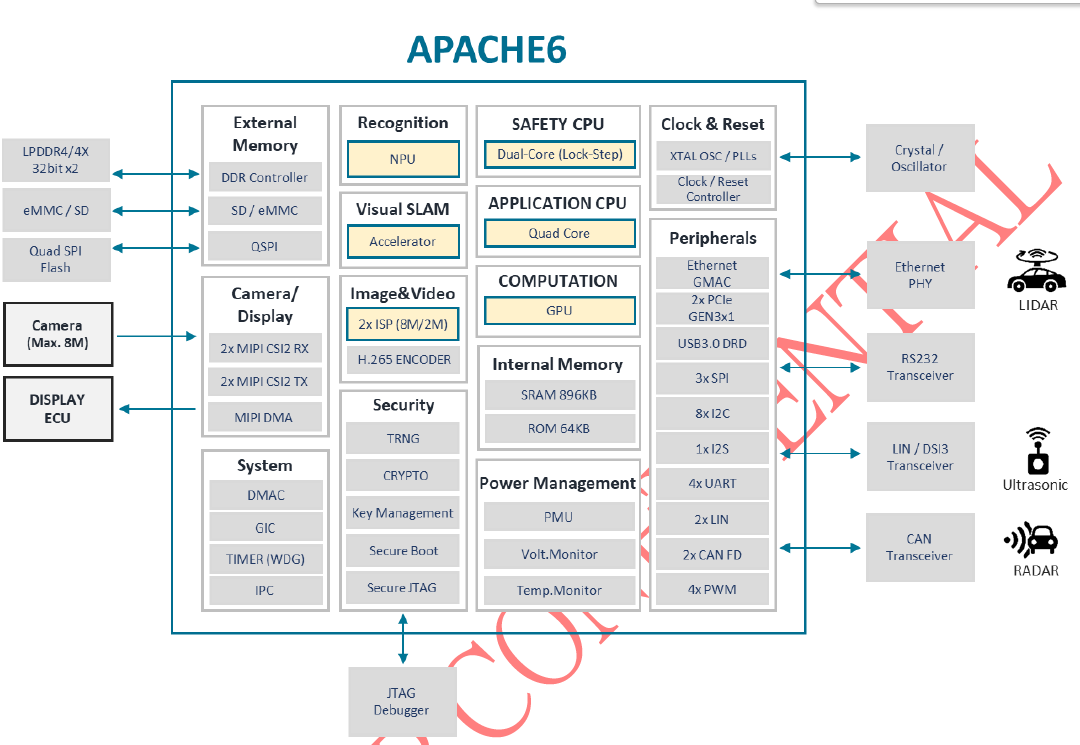 APACHE6
LPDDR4/4X
32bit x2
eMMC / SD
Quad SPI
Flash
Camera
(Max. 8M)
DISPLAY
ECU
External
Memory
DDR Controller
SD / eMMC
QSPI
Camera/
Display
2x MIPI CSI2 RX
2x MIPI CSI2 TX
MIPI DMA
System
DMAC
GIC
TIMER (WDG)
IPC
Recognition
NPU
Visual SLAM
Accelerator
Image&Video
2x ISP (8M/2M)
H.265 ENCODER
Security
TRNG
CRYPTO
Key Management
Secure Boot
Secure JTAG
SAFETY CPU
Dual-Core (Lock-Step)
APPLICATION CPU
Quad Core
COMPUTATION
GPU
Internal Memory
SRAM 896KB
ROM 64KB
Power Management
PMU
Volt.Monitor
Temp.Monitor
Clock & Reset
XTAL OSC / PLLs
Clock / Reset
Controller
Peripherals
Ethernet
GMAC
2x PCIe
GEN3x1
USB3.0 DRD
3x SPI
8x I2C
1x I2S
4x UART
2x LIN
2x CAN FD
4x PWM
Crystal /
Oscillator
Ethernet
PHY
RS232
Transceiver
LIN / DSI3
Transceiver
CAN
Transceiver
LIDAR
Ultrasonic
RADAR
JTAG
Debugger